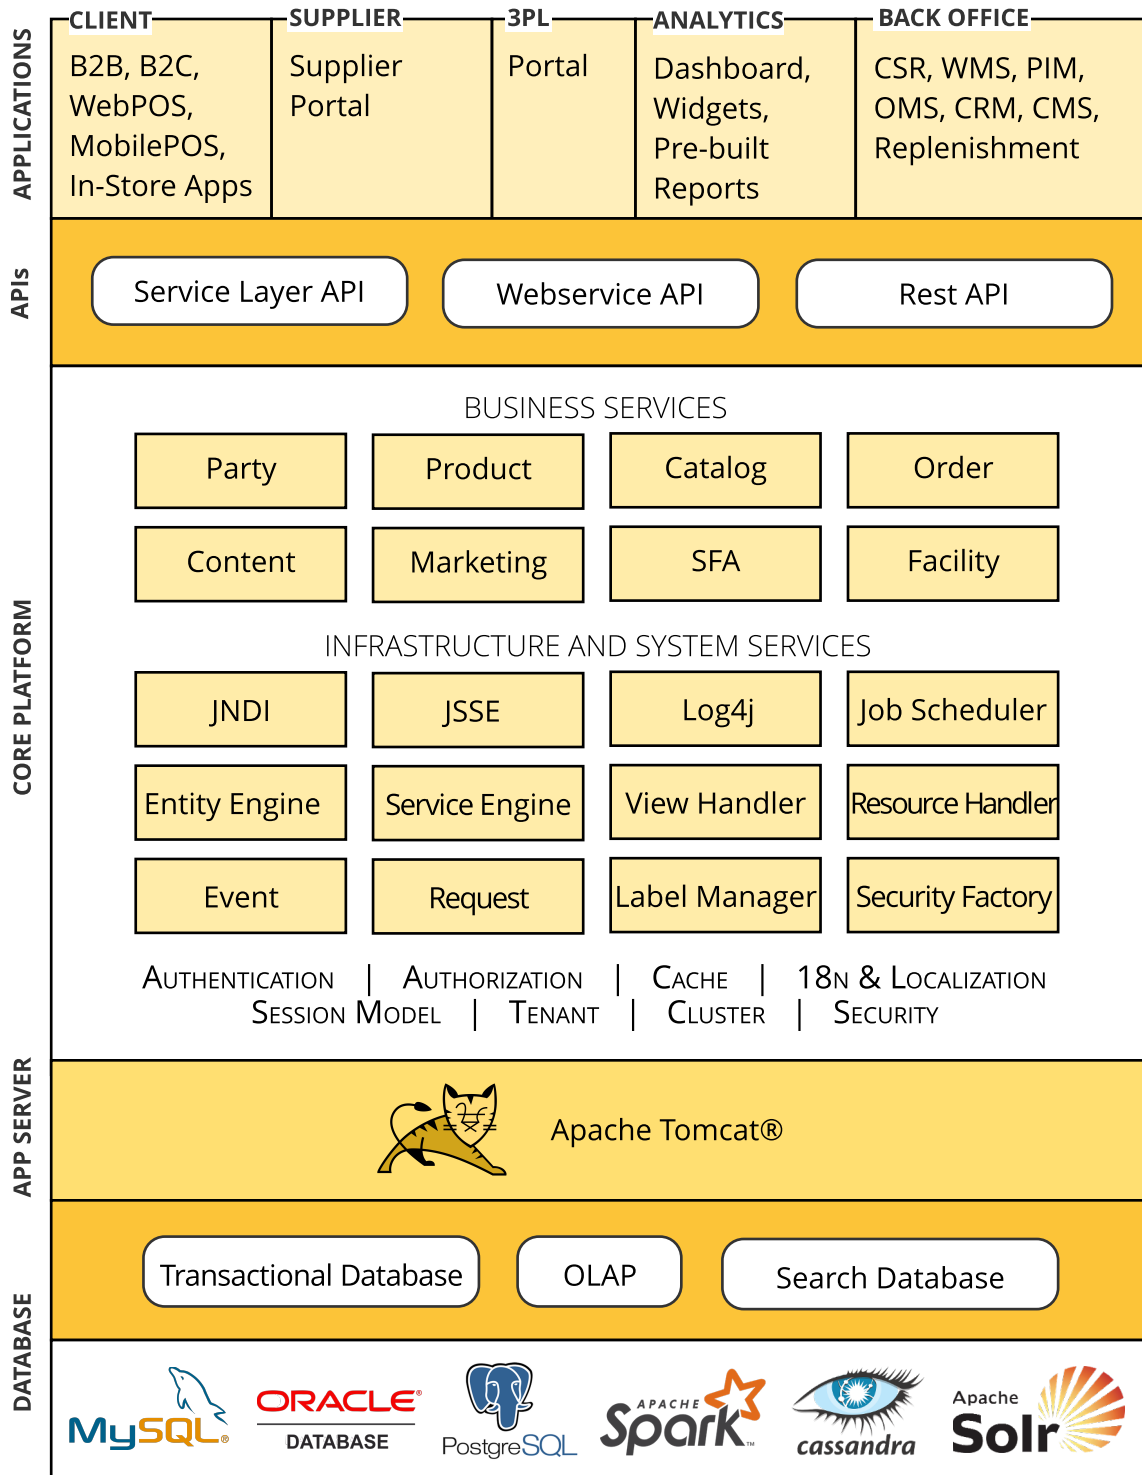 APPLICATIONS
CLIENT
B2B, B2C,
WebPOS,
MobilePOS,
In-Store Apps
SUPPLIER
Supplier
Portal
3PL
Portal
ANALYTICS
Dashboard,
Widgets,
Pre-built
Reports
BACK OFFICE
CSR, WMS, PIM,
OMS, CRM, CMS,
Replenishment
APIs
Service Layer API
Webservice API
Rest API
CORE PLATFORM
BUSINESS SERVICES
Party
Product
Catalog
Order
Content
Marketing
SFA
Facility
INFRASTRUCTURE AND SYSTEM SERVICES
JNDI
JSSE
Log4j
Job Scheduler
Entity Engine
Service Engine
View Handler
Resource Handler
Event
Request
Label Manager
Security Factory
AUTHENTICATION | AUTHORIZATION | CACHE | 18N & LOCALIZATION
SESSION MODEL | TENANT | CLUSTER | SECURITY
APP SERVER
Apache Tomcat®
DATABASE
Transactional Database
OLAP
Search Database
MySQL®
ORACLE®
DATABASE
PostgreSQL
APACHE
Spark™
cassandra
Apache
Solr